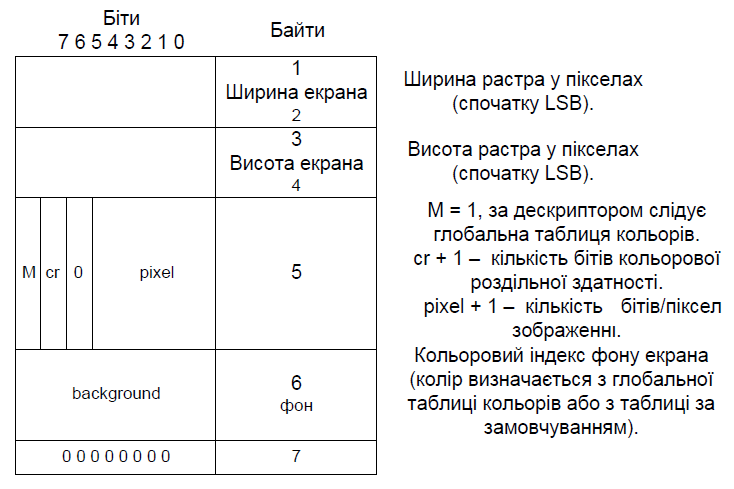 Біти
7 6 5 4 3 2 1 0
Байти
1
Ширина екрана
2
Ширина растра у пікселах
(спочатку LSB).
3
Висота екрана
4
Висота растра у пікселах
(спочатку LSB).
M
cr
0
pixel
5
M = 1, за дескриптором слідує
глобальна таблиця кольорів.
cr + 1 – кількість бітів кольорової
роздільної здатності.
pixel + 1 – кількість бітів/піксел
зображенні.
background
6
фон
Кольоровий індекс фону екрана
(колір визначається з глобальної
таблиці кольорів або з таблиці за
замовчуванням).
0 0 0 0 0 0 0 0
7